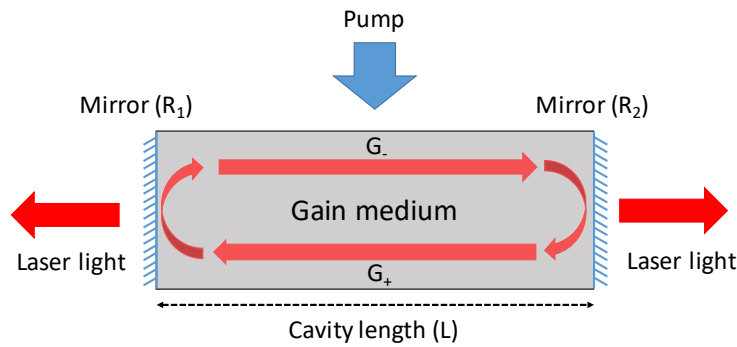 Pump
Mirror (R₁)
Mirror (R₂)
G₋
Gain medium
Laser light
Laser light
G₊
Cavity length (L)